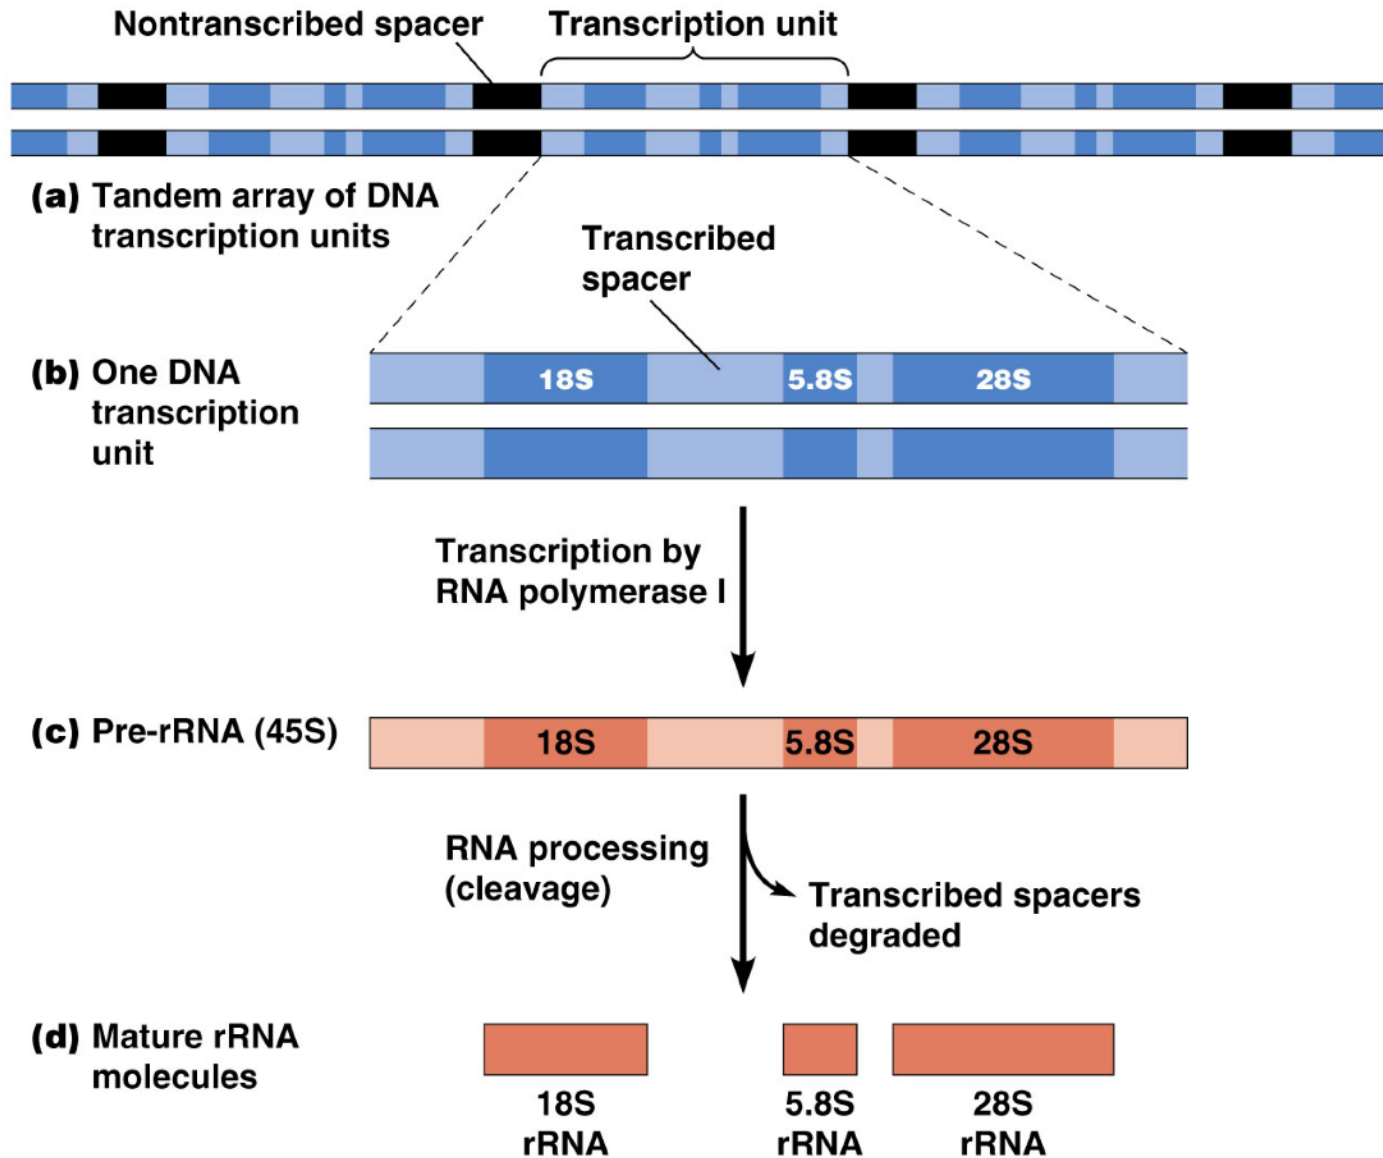 Nontranscribed spacer
Transcription unit
(a) Tandem array of DNA
transcription units
Transcribed
spacer
(b) One DNA
transcription
unit
18S
5.8S
28S
Transcription by
RNA polymerase I
(c) Pre-rRNA (45S)
18S
5.8S
28S
RNA processing
(cleavage)
Transcribed spacers
degraded
(d) Mature rRNA
molecules
18S
rRNA
5.8S
rRNA
28S
rRNA